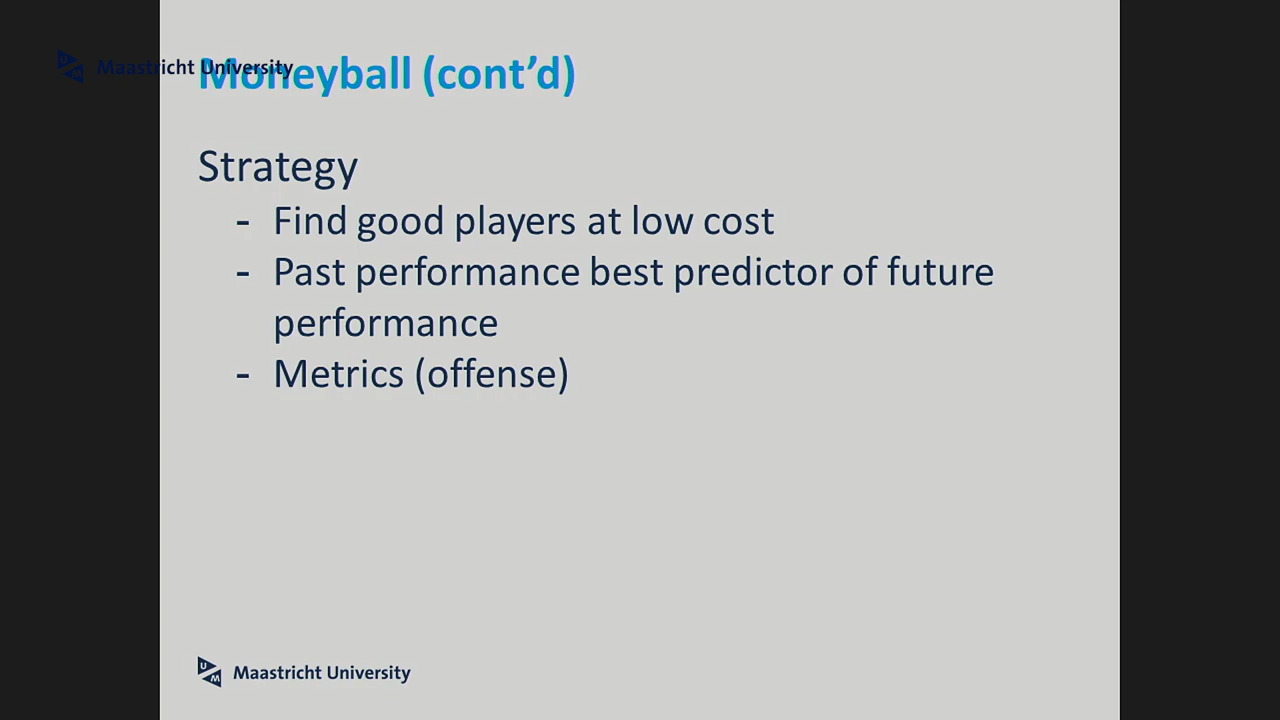 Maastricht University
Moneyball (cont’d)
Strategy
- Find good players at low cost
- Past performance best predictor of future
performance
- Metrics (offense)
UM Maastricht University